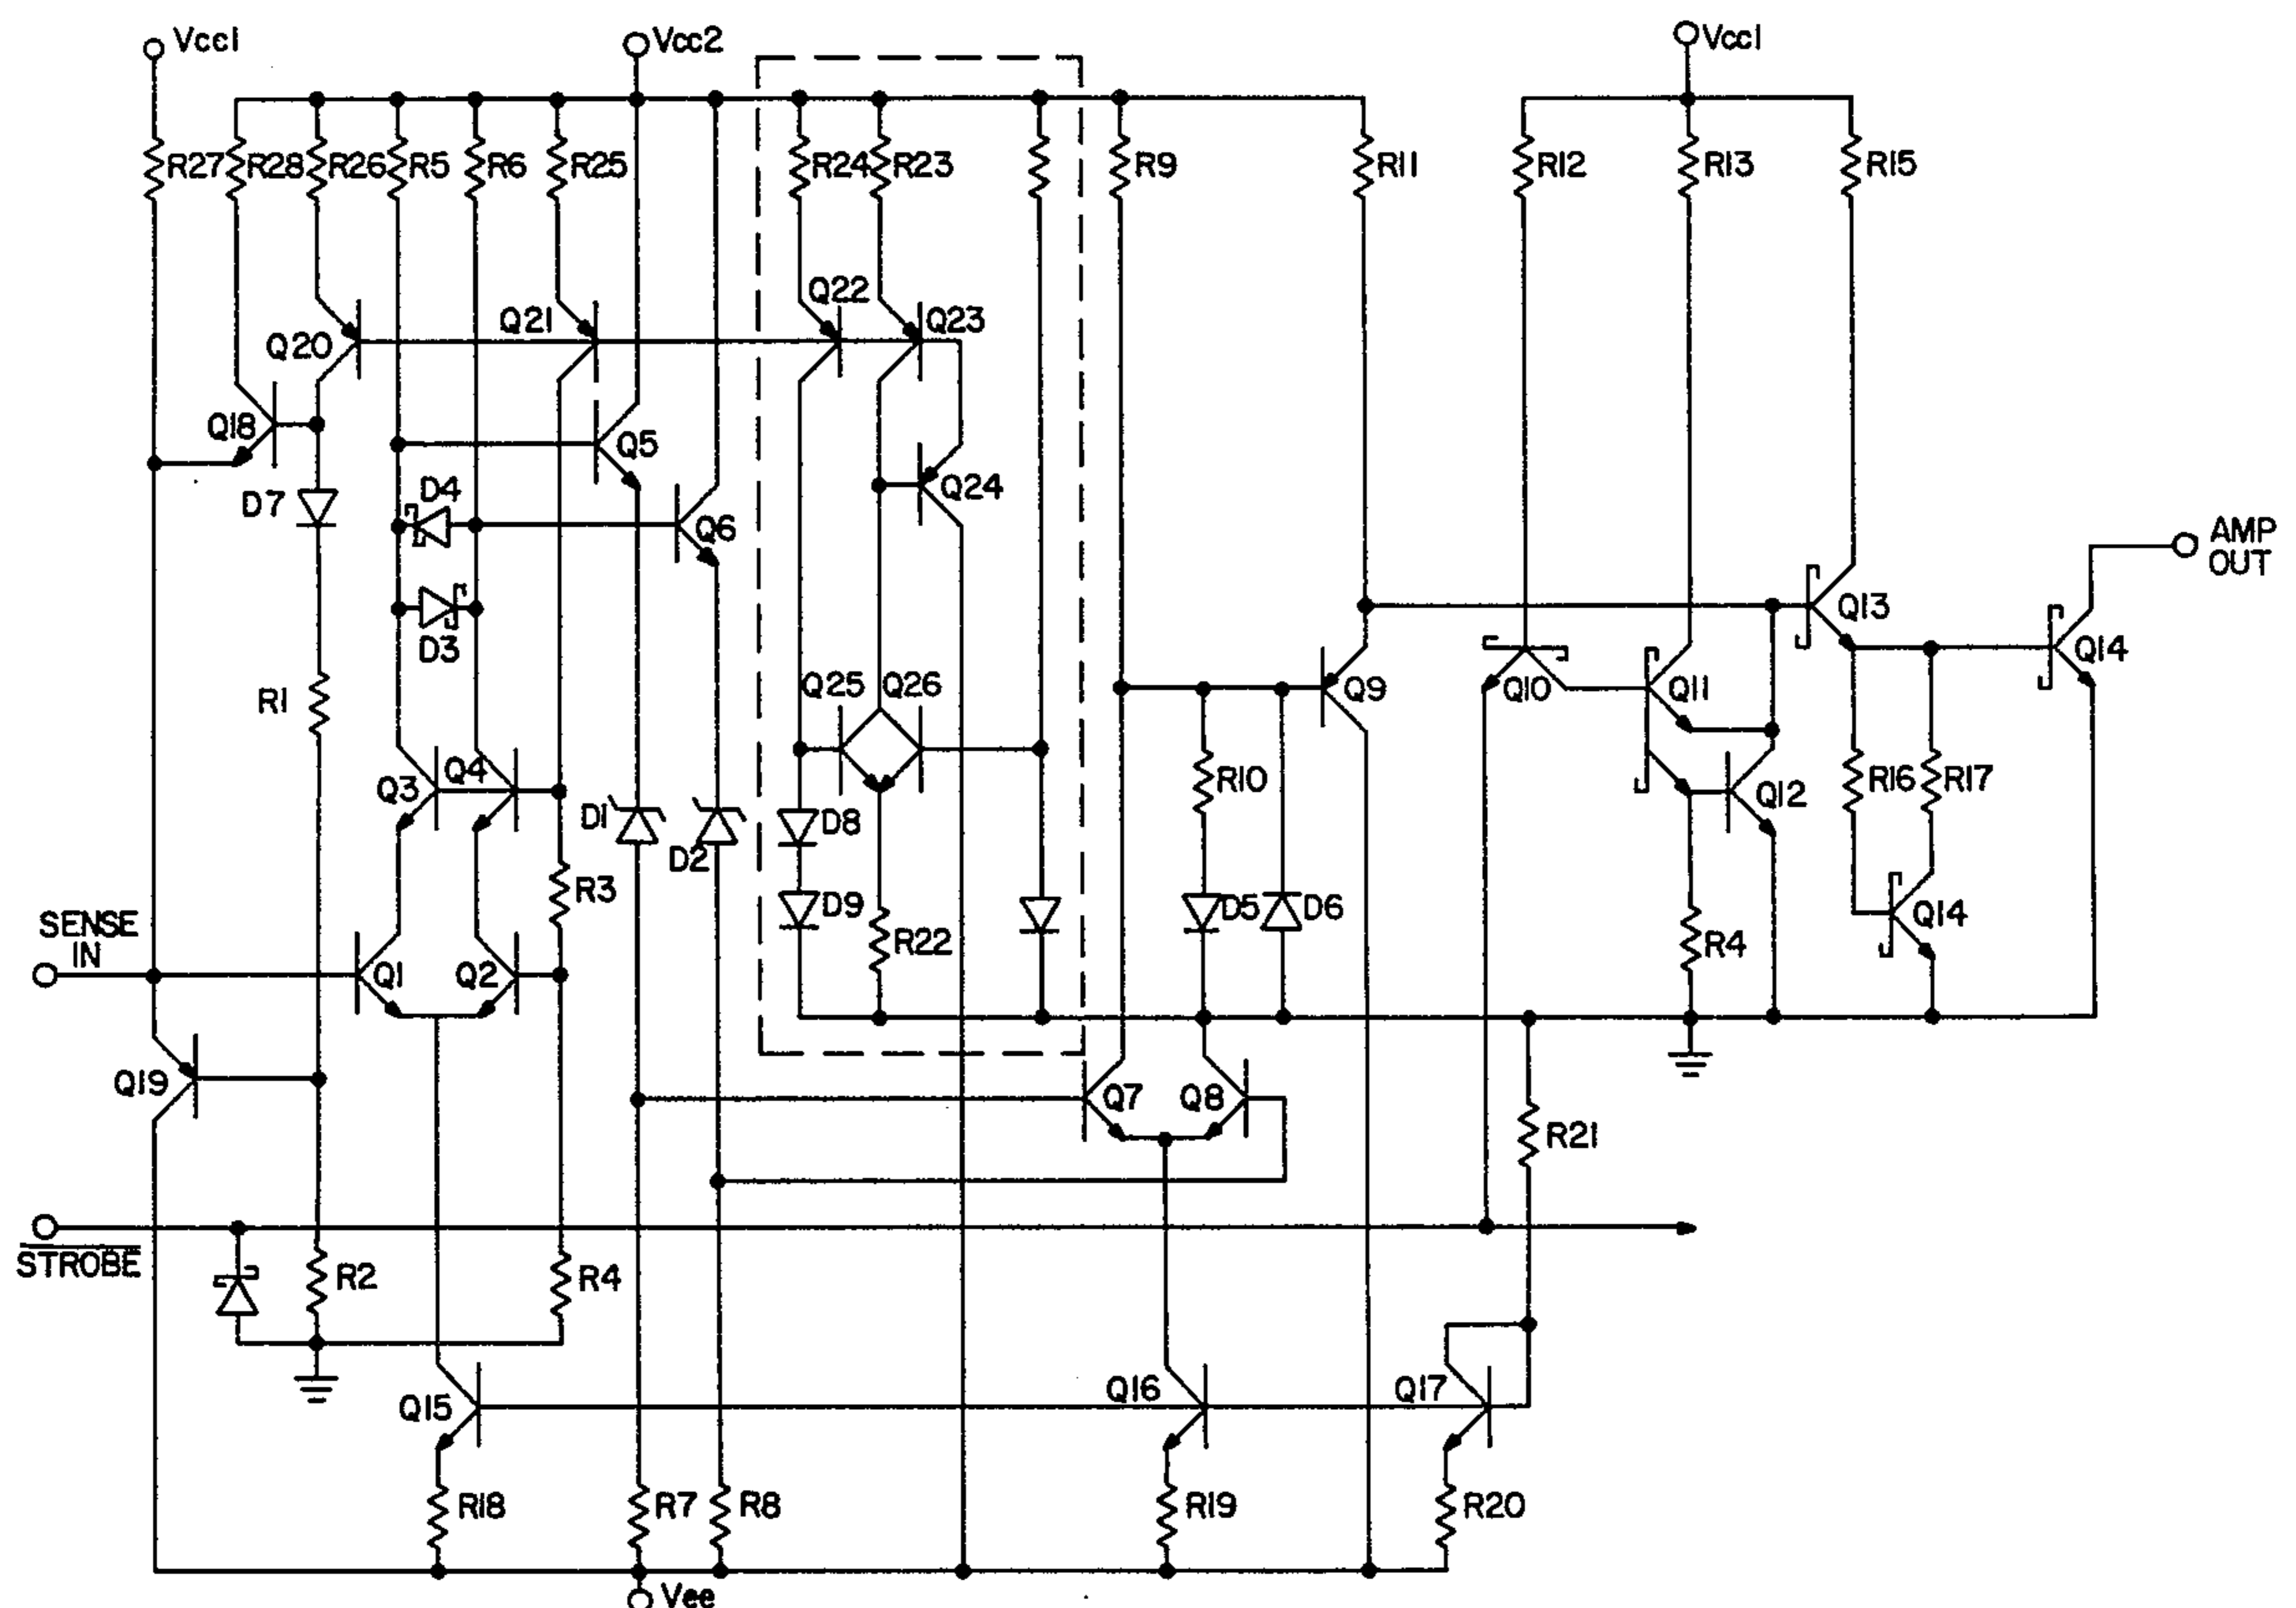 Vcc1 Vcc2 Vcc1
R27 R28 R26 R5 R6 R25 R24 R23 R9 R11 R12 R13 R15
Q22
Q20 Q21 Q23
Q18 Q5
D7 D4 Q24
Q6
AMP
OUT
D3 Q13
Q14
R1 Q25 Q26 Q9 Q10 Q11
Q3 Q4 R10 Q12 R16 R17
D1 D8
D2
R3 D9 D5 D6 Q14
SENSE
IN
R22 R4
Q1 Q2
Q19 Q7 Q8
R21
STROBE
R2 R4
Q15 Q16 Q17
R18 R7 R8 R19 R20
Vee